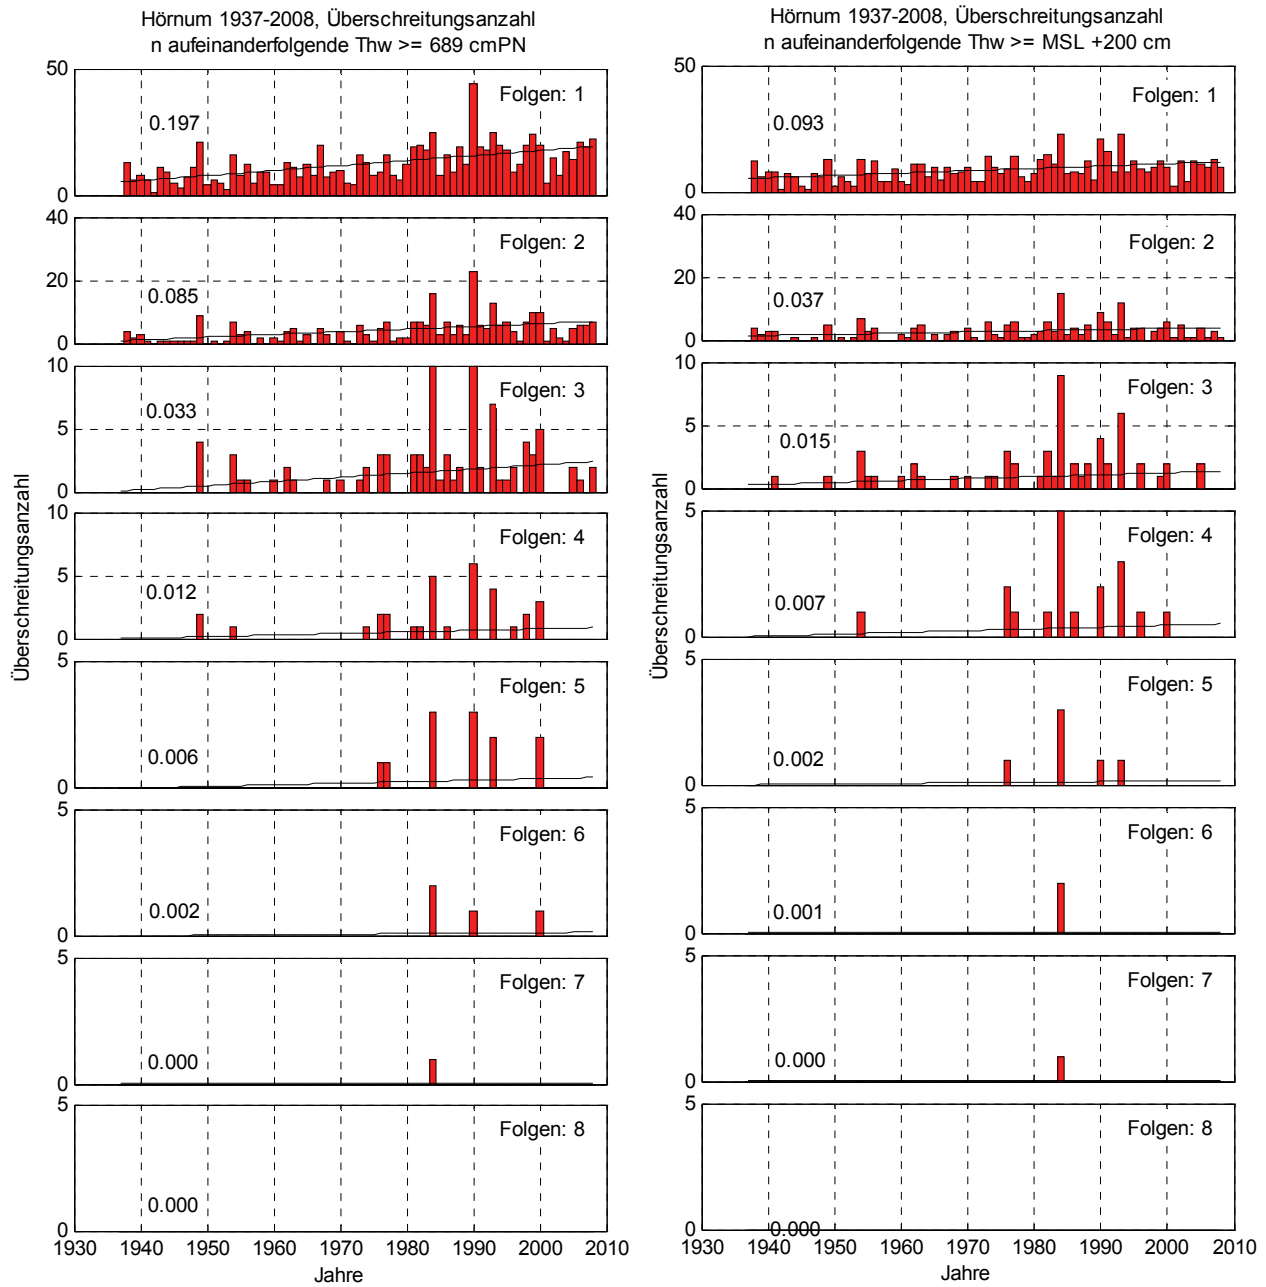 Hörnum 1937-2008, Überschreitungsanzahl
n aufeinanderfolgende Thw >= 689 cmPN
50
0
Folgen: 1
0.197
40
20
0
Folgen: 2
0.085
10
5
0
Folgen: 3
0.033
10
5
0
Folgen: 4
0.012
5
0
Folgen: 5
0.006
5
0
Folgen: 6
0.002
5
0
Folgen: 7
0.000
5
0
Folgen: 8
0.000
1930 1940 1950 1960 1970 1980 1990 2000 2010
Jahre
Überschreitungsanzahl
Hörnum 1937-2008, Überschreitungsanzahl
n aufeinanderfolgende Thw >= MSL +200 cm
50
0
Folgen: 1
0.093
40
20
0
Folgen: 2
0.037
10
5
0
Folgen: 3
0.015
5
0
Folgen: 4
0.007
5
0
Folgen: 5
0.002
5
0
Folgen: 6
0.001
5
0
Folgen: 7
0.000
5
0
Folgen: 8
0.000
1930 1940 1950 1960 1970 1980 1990 2000 2010
Jahre
Überschreitungsanzahl